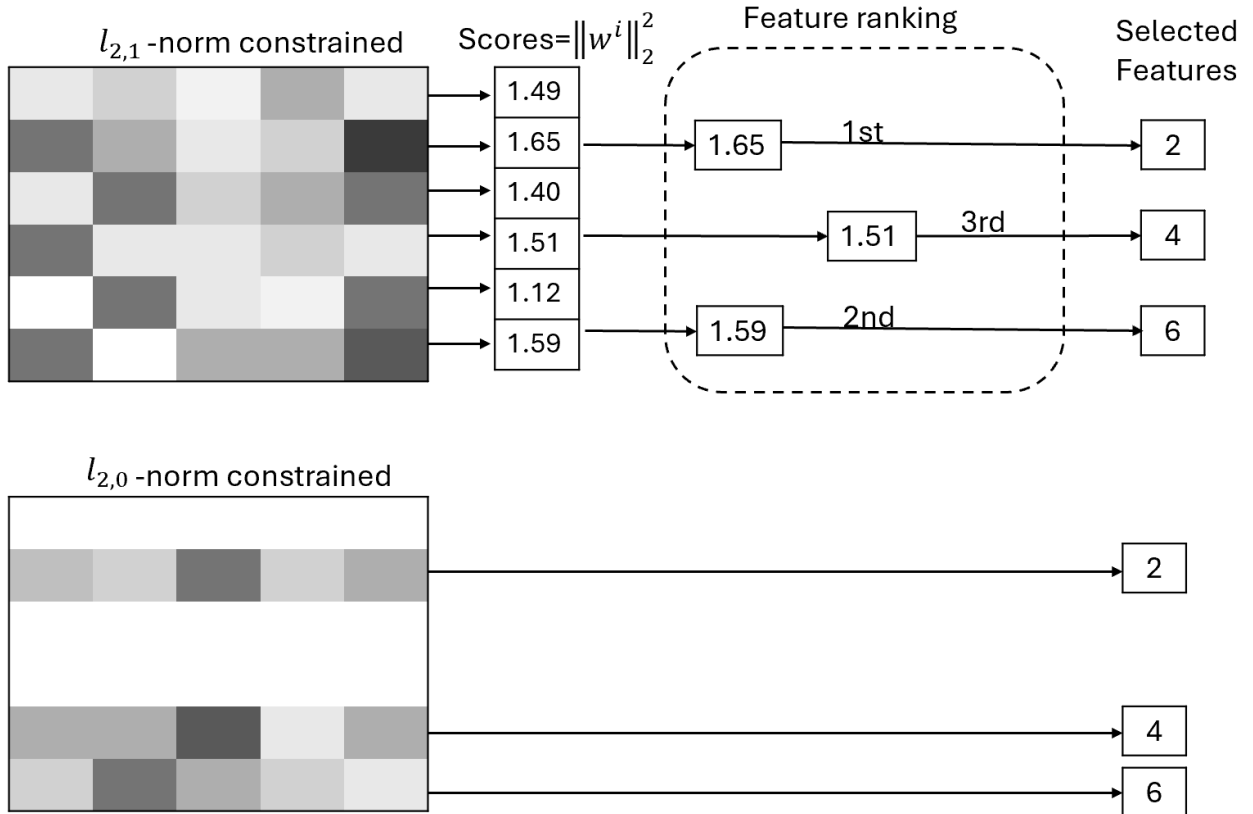 l₂,₁ -norm constrained
Scores=‖wⁱ‖₂²
Feature ranking
Selected
Features
1.49
1.65
1.40
1.51
1.12
1.59
1.65
1st
2
1.51
3rd
4
1.59
2nd
6
l₂,₀ -norm constrained
2
4
6